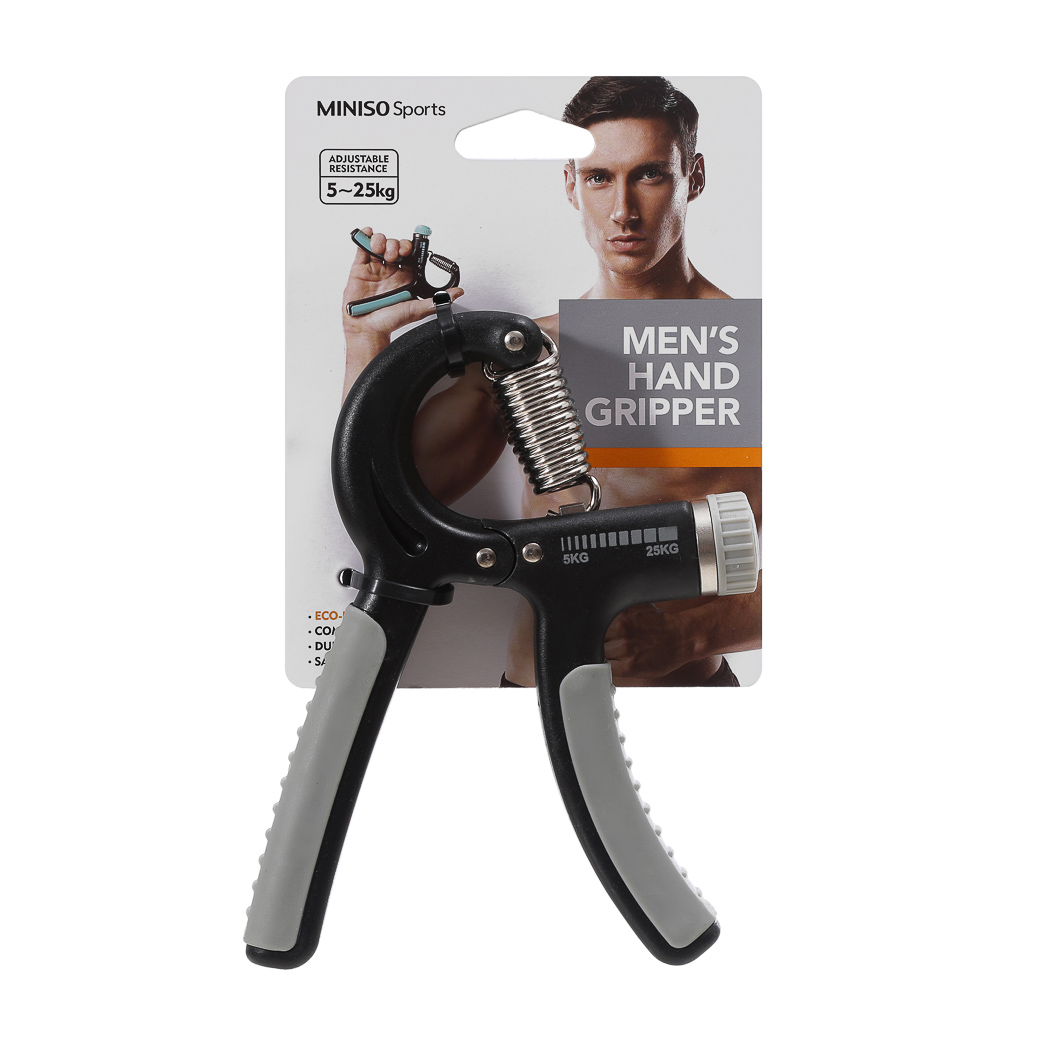 MINISO Sports
ADJUSTABLE
RESISTANCE
5~25kg
MEN'S
HAND
GRIPPER
5KG 25KG